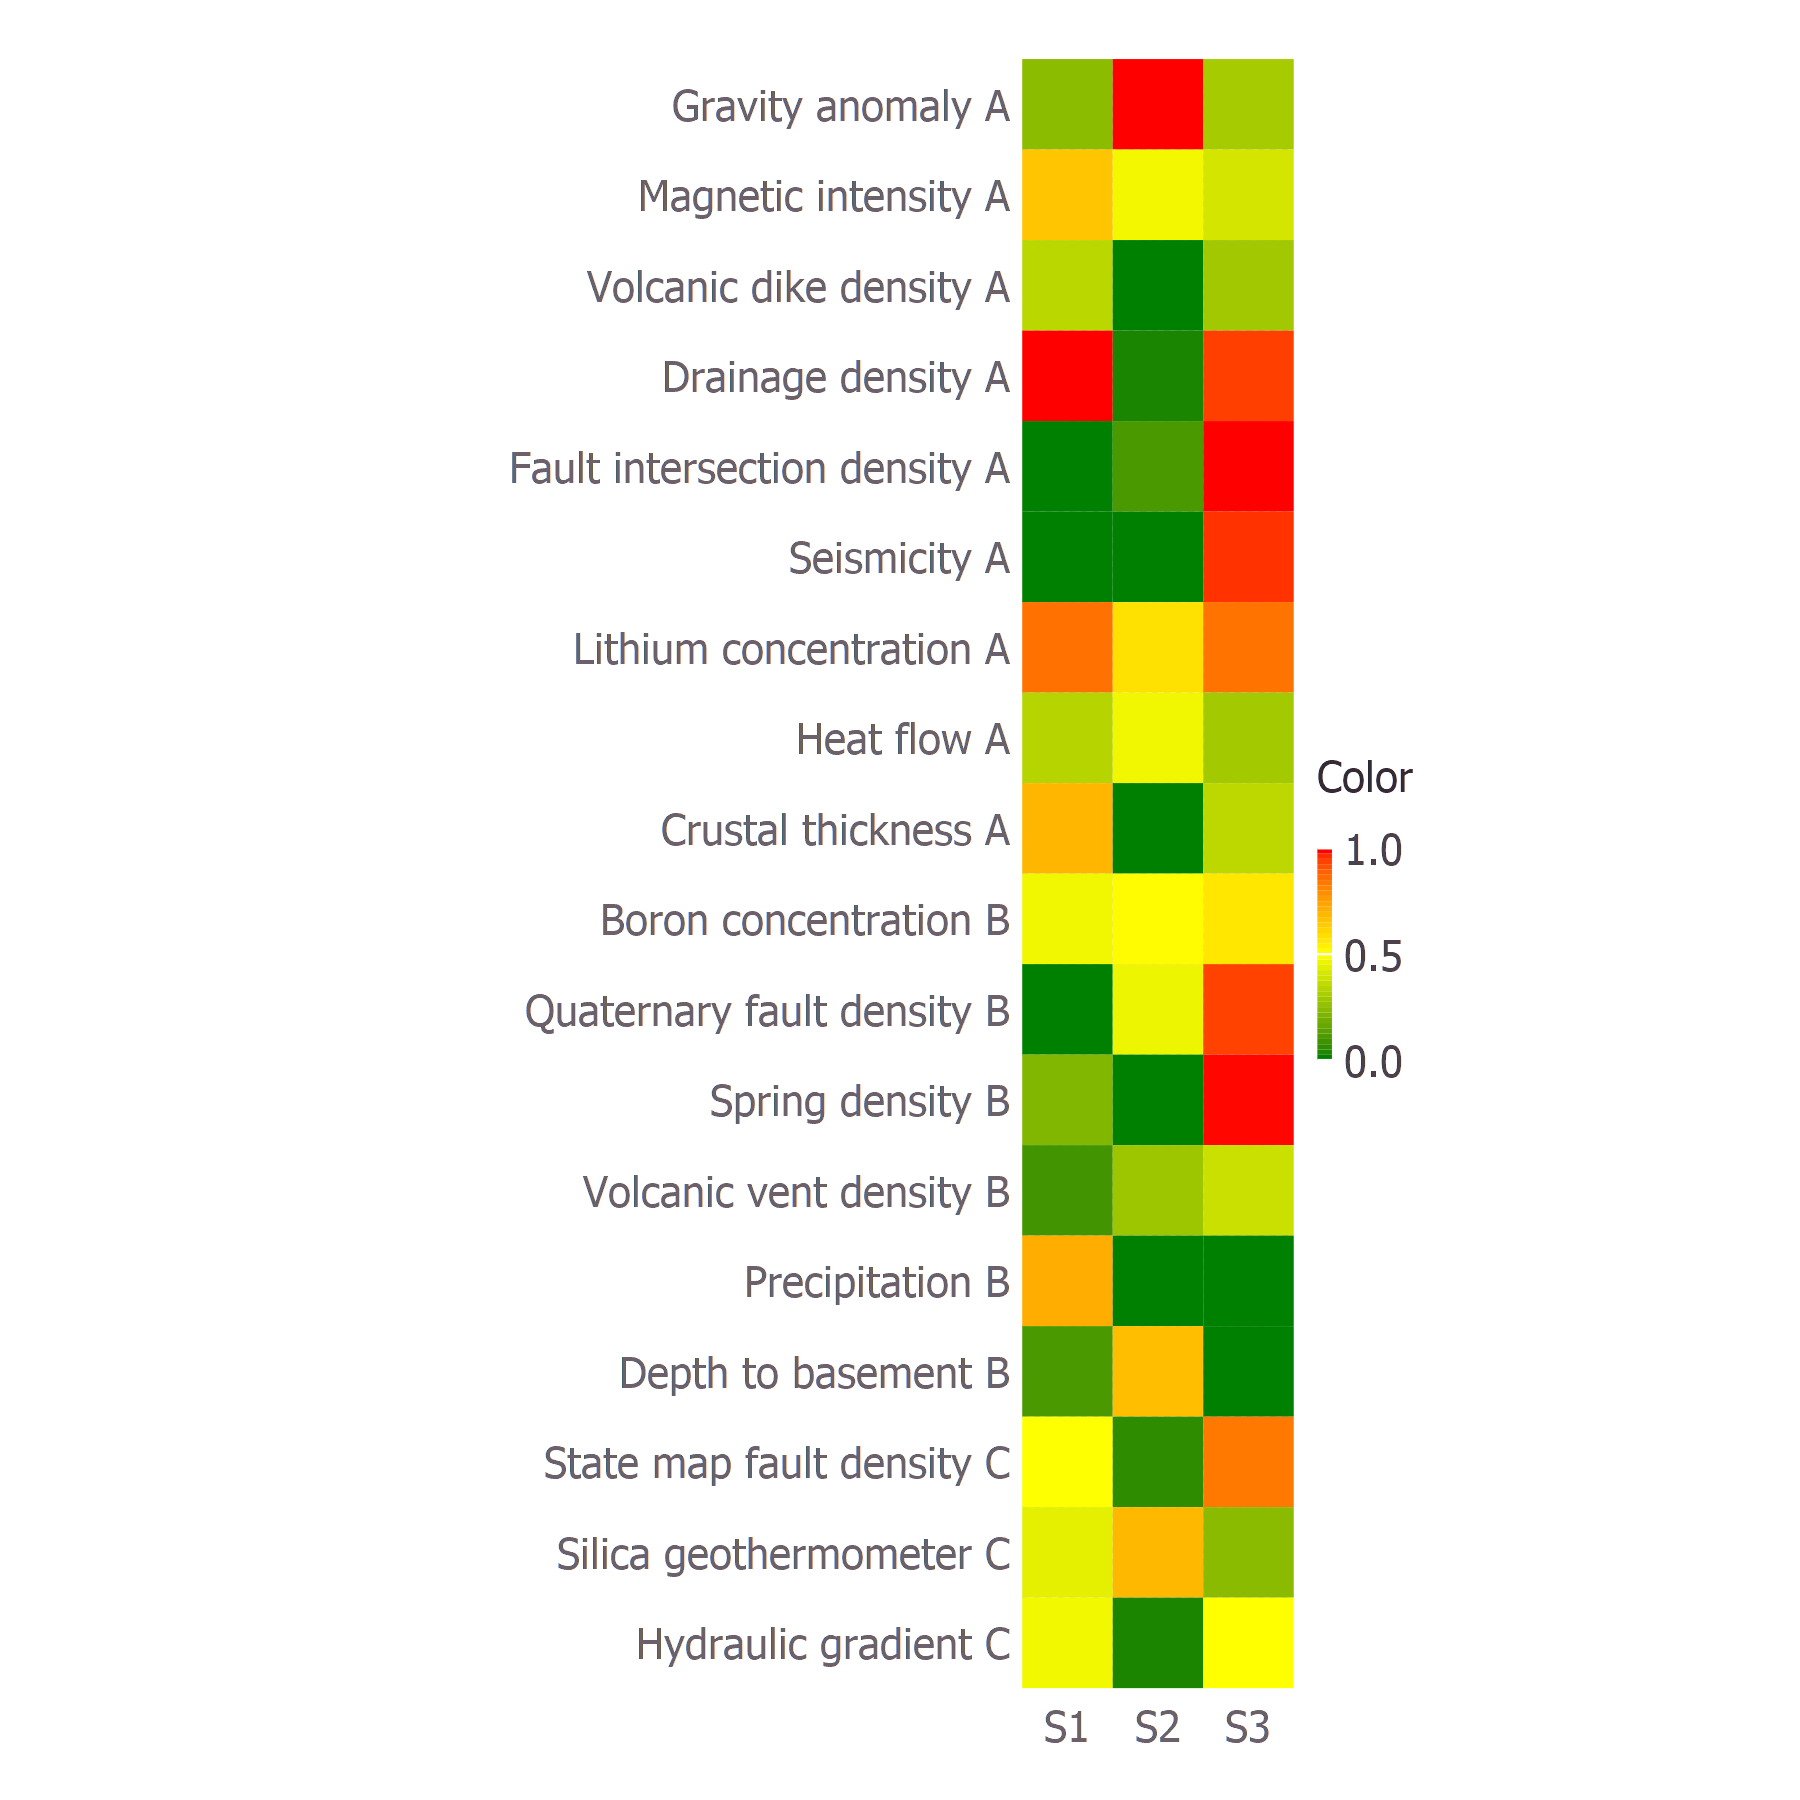 Gravity anomaly A
Magnetic intensity A
Volcanic dike density A
Drainage density A
Fault intersection density A
Seismicity A
Lithium concentration A
Heat flow A
Crustal thickness A
Boron concentration B
Quaternary fault density B
Spring density B
Volcanic vent density B
Precipitation B
Depth to basement B
State map fault density C
Silica geothermometer C
Hydraulic gradient C
S1 S2 S3
Color
1.0
0.5
0.0